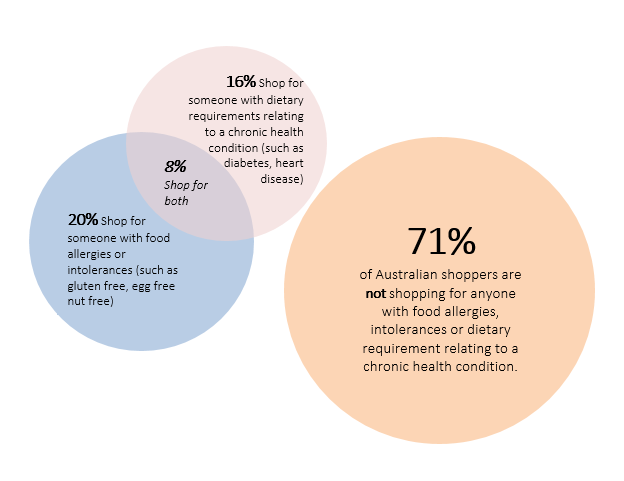 16% Shop for
someone with dietary
requirements relating
to a chronic health
condition (such as
diabetes, heart
disease)
8%
Shop for
both
20% Shop for
someone with food
allergies or
intolerances (such as
gluten free, egg free
nut free)
71%
of Australian shoppers are
not shopping for anyone
with food allergies,
intolerances or dietary
requirement relating to a
chronic health condition.